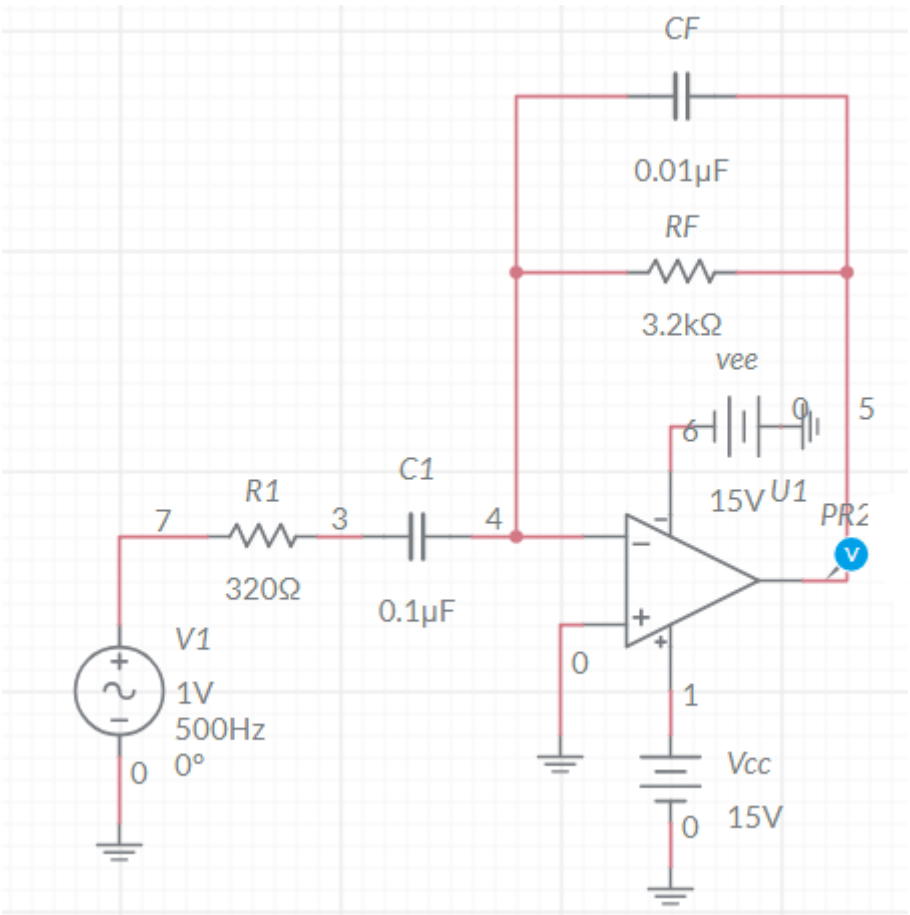 CF
0.01µF
RF
3.2kΩ
vee
6
0
5
15V
U1
PR2
V
C1
R1
7
3
4
320Ω
0.1µF
V1
1V
500Hz
0°
0
0
1
Vcc
15V
0